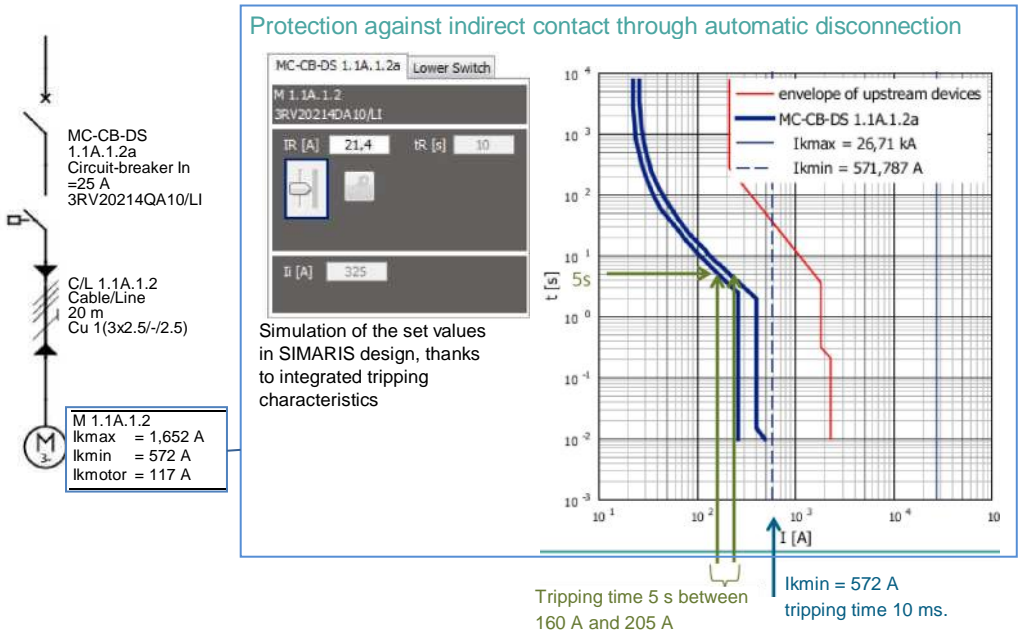 Protection against indirect contact through automatic disconnection
MC-CB-DS
1.1A.1.2a
Circuit-breaker In
=25 A
3RV20214QA10/LI
C/L 1.1A.1.2
Cable/Line
20 m
Cu 1(3x2.5/-/2.5)
M
3~
M 1.1A.1.2
Ikmax = 1,652 A
Ikmin = 572 A
Ikmotor = 117 A
MC-CB-DS 1.1A.1.2a Lower Switch
M 1.1A.1.2
3RV20214DA10/LI
IR [A] 21,4 tR [s] 10
Ii [A] 325
Simulation of the set values
in SIMARIS design, thanks
to integrated tripping
characteristics
envelope of upstream devices
MC-CB-DS 1.1A.1.2a
Ikmax = 26,71 kA
Ikmin = 571,787 A
10 4
10 3
10 2
10 1
5s
t [s]
10 0
10 -1
10 -2
10 -3
10 1 10 2 10 3 10 4 10
I [A]
Tripping time 5 s between
160 A and 205 A
Ikmin = 572 A
tripping time 10 ms.